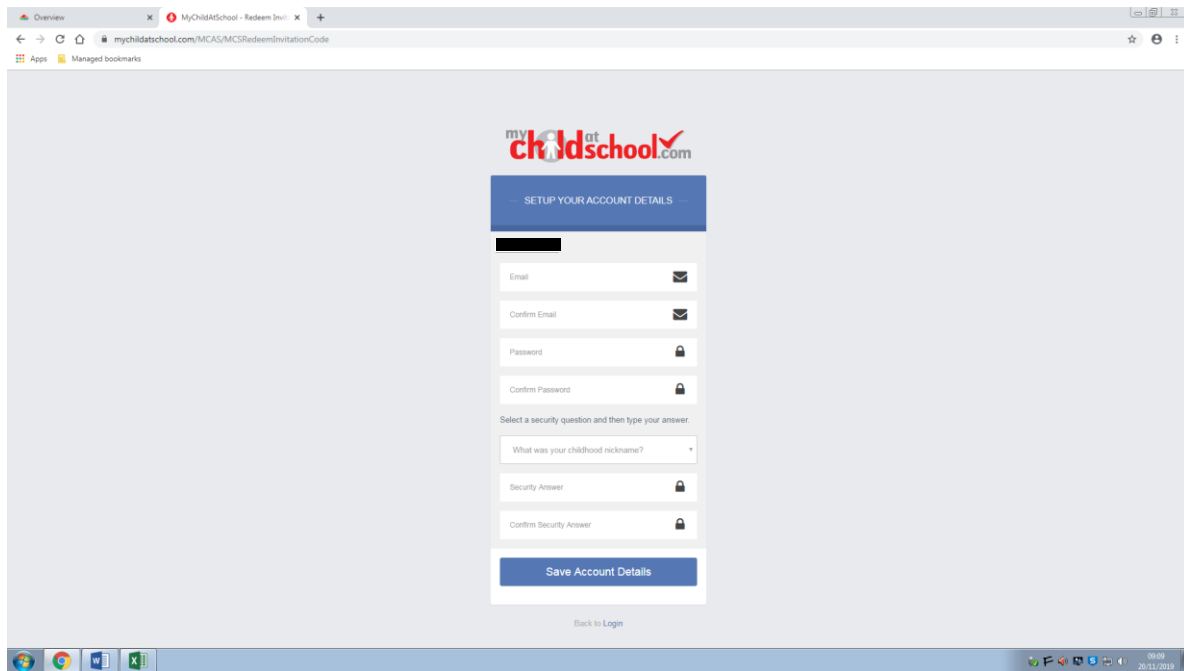 Overview
MyChildAtSchool - Redeem Invit
mychildatschool.com/MCAS/MCSRedeemInvitationCode
Apps Managed bookmarks
my child at school.com
SETUP YOUR ACCOUNT DETAILS
Email
Confirm Email
Password
Confirm Password
Select a security question and then type your answer.
What was your childhood nickname?
Security Answer
Confirm Security Answer
Save Account Details
Back to Login
09:09
20/11/2019